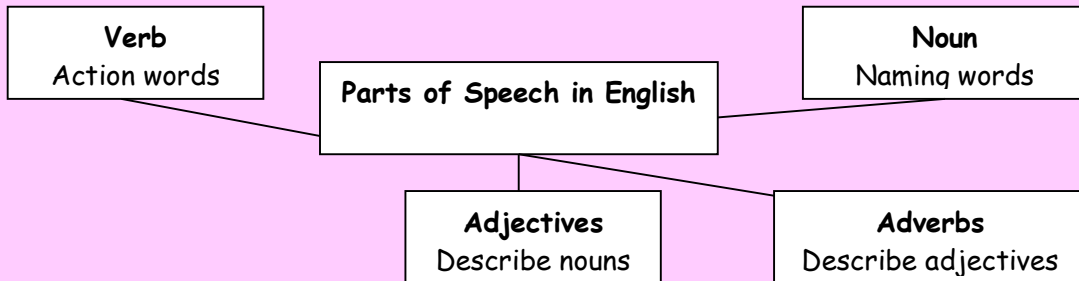 Verb
Action words
Noun
Naming words
Parts of Speech in English
Adjectives
Describe nouns
Adverbs
Describe adjectives